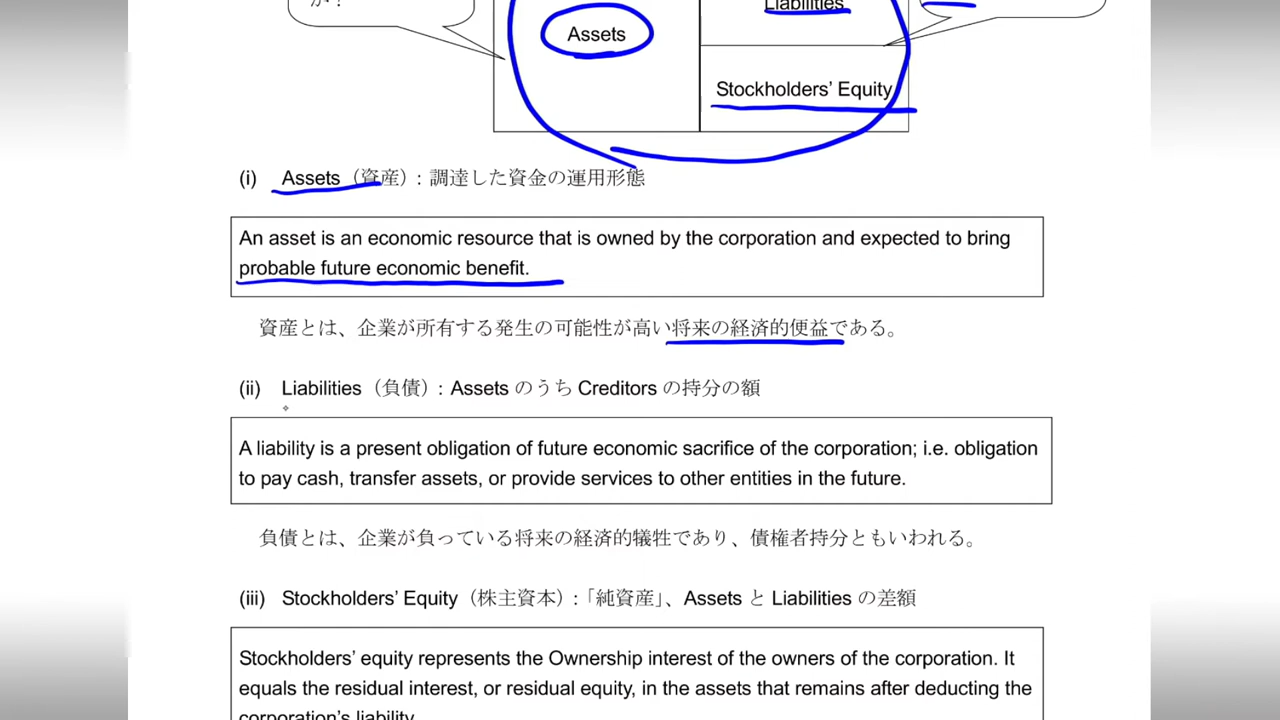 か？
Liabilities
Assets
Stockholders’ Equity
(i) Assets（資産）: 調達した資金の運用形態
An asset is an economic resource that is owned by the corporation and expected to bring
probable future economic benefit.
資産とは、企業が所有する発生の可能性が高い将来の経済的便益である。
(ii) Liabilities（負債）: Assets のうち Creditors の持分の額
A liability is a present obligation of future economic sacrifice of the corporation; i.e. obligation
to pay cash, transfer assets, or provide services to other entities in the future.
負債とは、企業が負っている将来の経済的犠牲であり、債権者持分ともいわれる。
(iii) Stockholders’ Equity（株主資本）:「純資産」、Assets と Liabilities の差額
Stockholders’ equity represents the Ownership interest of the owners of the corporation. It
equals the residual interest, or residual equity, in the assets that remains after deducting the
corporation’s liability.